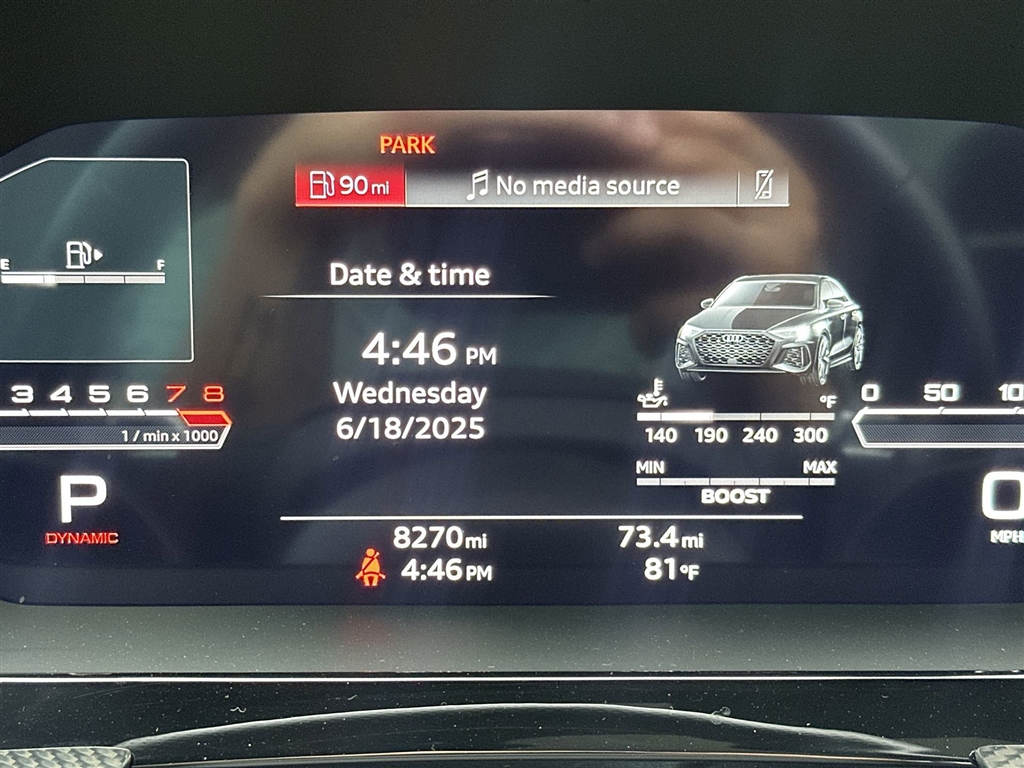 PARK
90 mi
No media source
E F
Date & time
4:46 PM
Wednesday
6/18/2025
°F
140 190 240 300
MIN MAX
BOOST
3 4 5 6 7 8
1 / min x 1000
0 50
P
DYNAMIC
0
MPH
8270 mi
73.4 mi
4:46 PM
81 °F